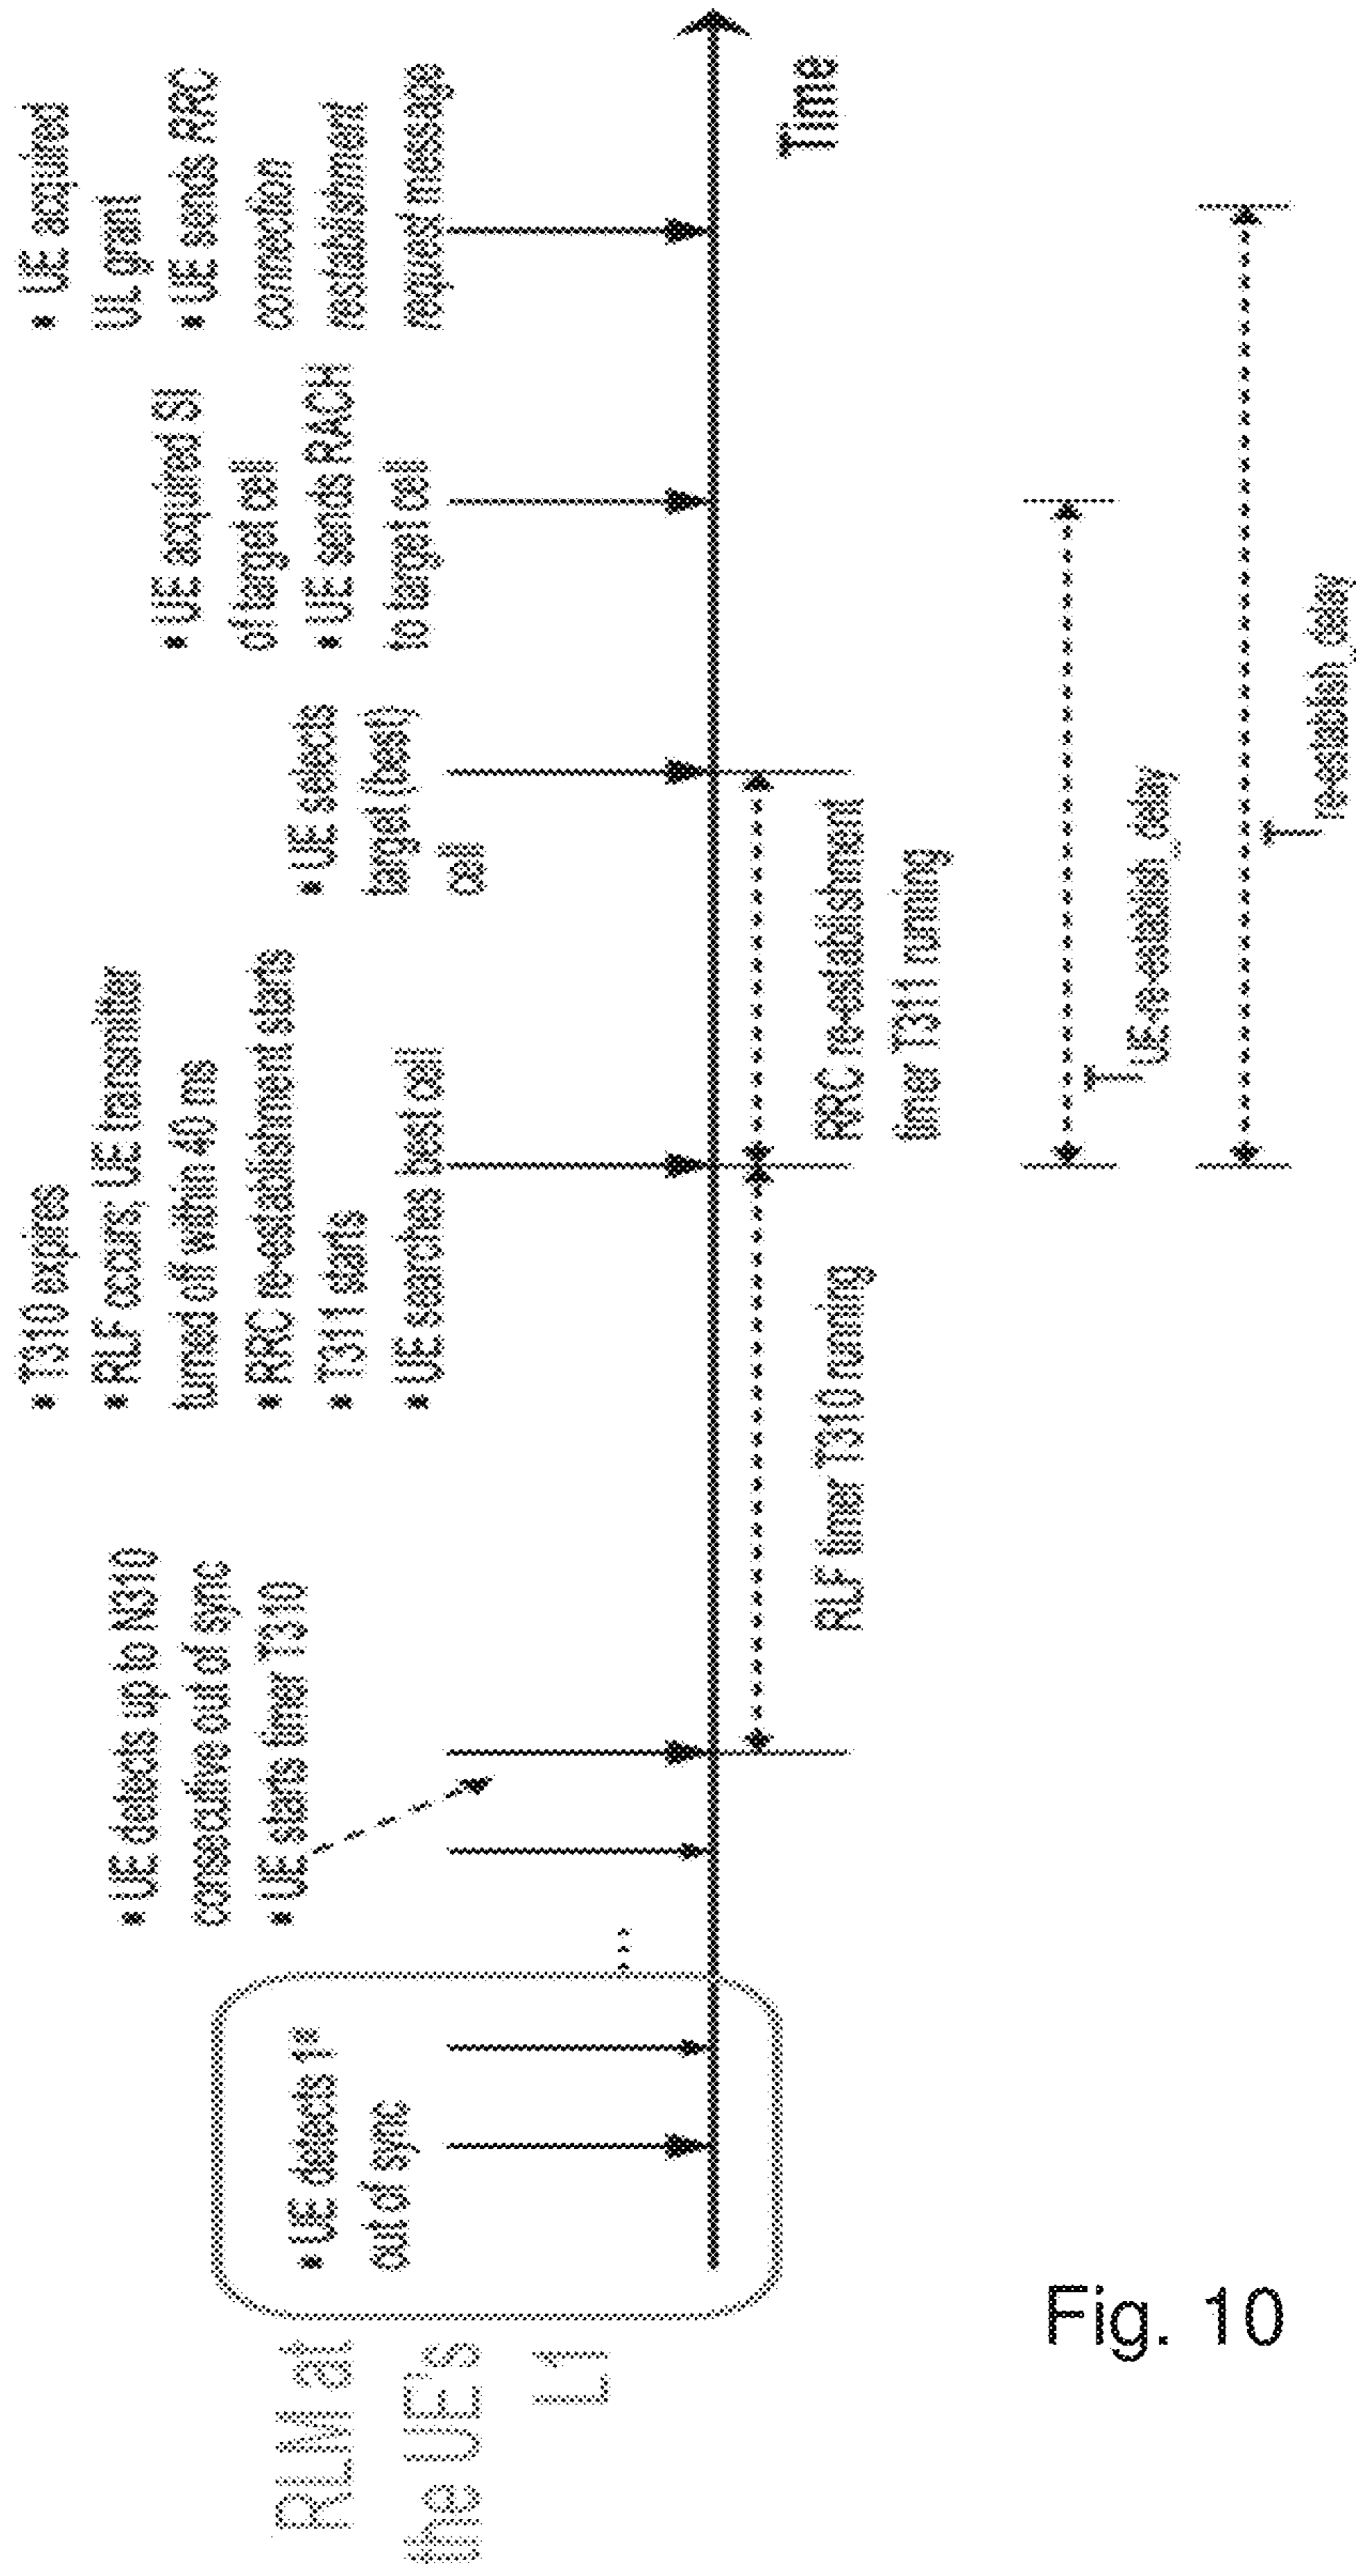 RLM at
the UE's
L1
▪ UE detects 1st
out of sync
...
▪ UE detects up to N310
consecutive out of sync
▪ UE starts timer T310
▪ T310 expires
▪ RLF occurs; UE transmitter
turned off within 40 ms
▪ RRC re-establishment starts
▪ T311 starts
▪ UE searches best cell
▪ UE selects
target (best)
cell
▪ UE acquired SI
of target cell
▪ UE sends RACH
to target cell
▪ UE acquired
UL grant
▪ UE sends RRC
connection
reestablishment
request message
Time
RLF timer T310 running
RRC re-establishment
timer T311 running
T UE-re-establish_delay
T re-establish_delay
Fig. 10